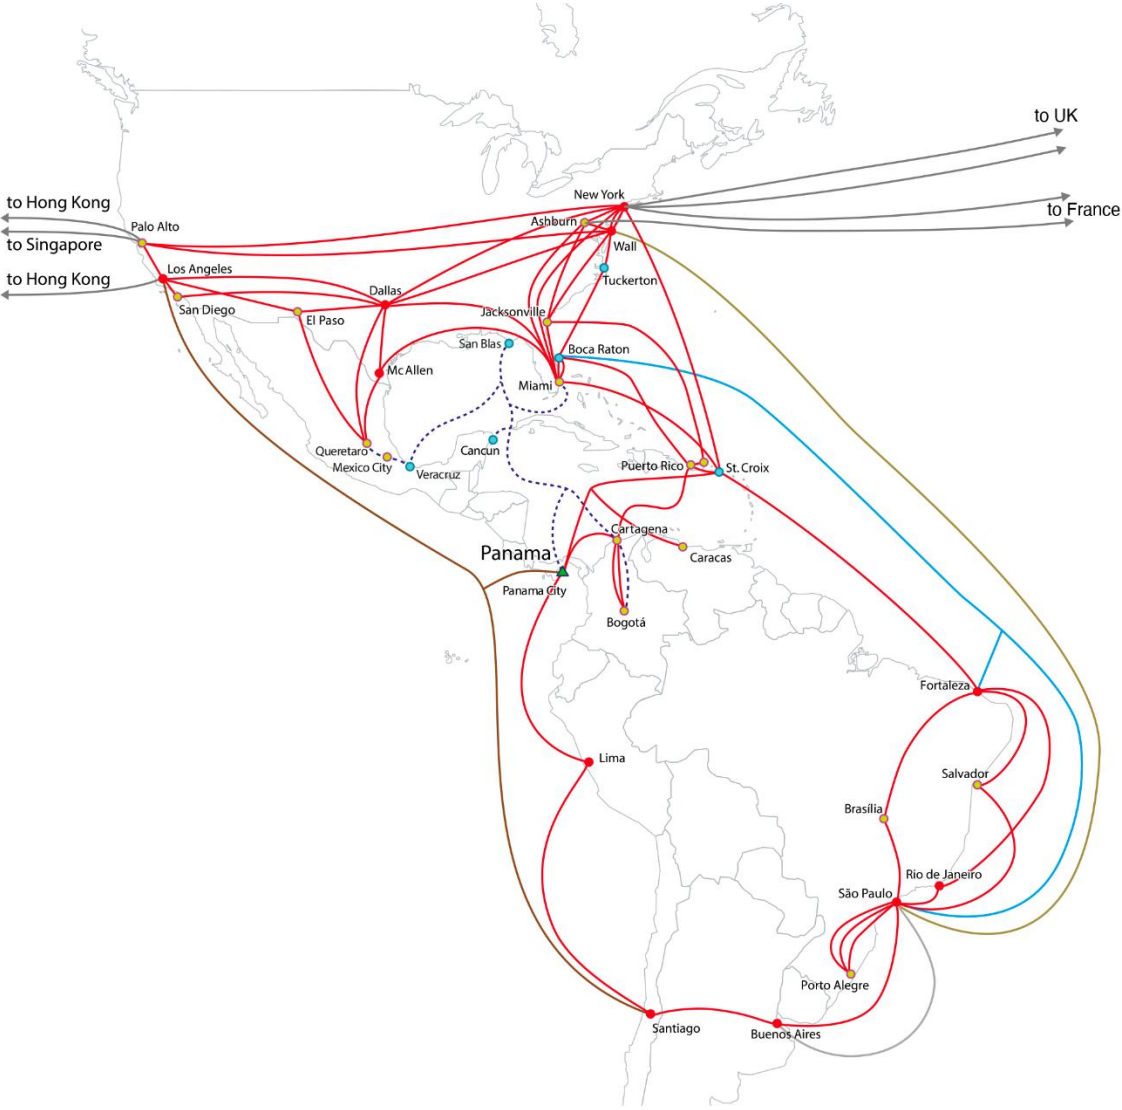 to UK
New York
to Hong Kong
Ashburn
to France
Palo Alto
Wall
to Singapore
Los Angeles
to Hong Kong
Tuckerton
Dallas
San Diego
Jacksonville
El Paso
San Blas
Boca Raton
Mc Allen
Miami
Queretaro
Cancun
Mexico City
Puerto Rico
St. Croix
Veracruz
Cartagena
Panama
Caracas
Panama City
Bogotá
Fortaleza
Lima
Salvador
Brasília
Rio de Janeiro
São Paulo
Porto Alegre
Santiago
Buenos Aires